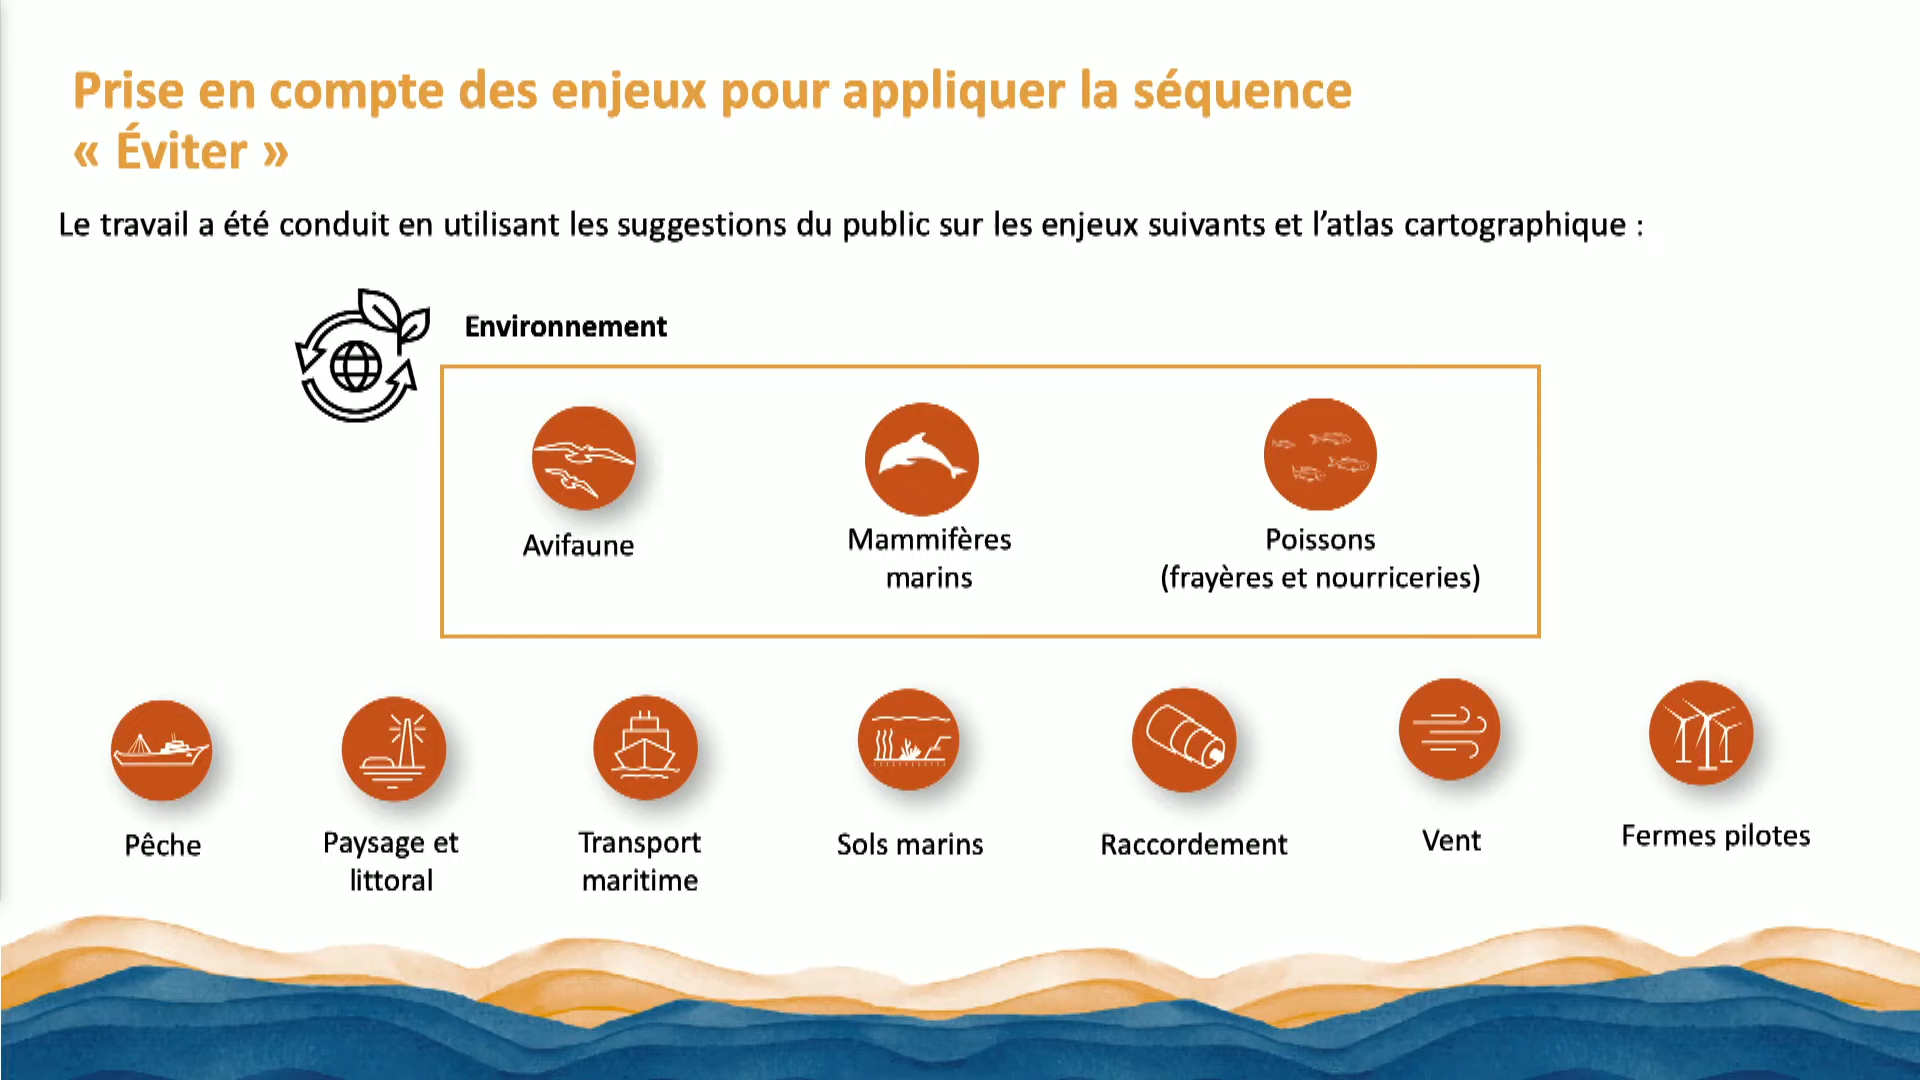 Prise en compte des enjeux pour appliquer la séquence
« Éviter »
Le travail a été conduit en utilisant les suggestions du public sur les enjeux suivants et l’atlas cartographique :
Environnement
Avifaune
Mammifères
marins
Poissons
(frayères et nourriceries)
Pêche
Paysage et
littoral
Transport
maritime
Sols marins
Raccordement
Vent
Fermes pilotes